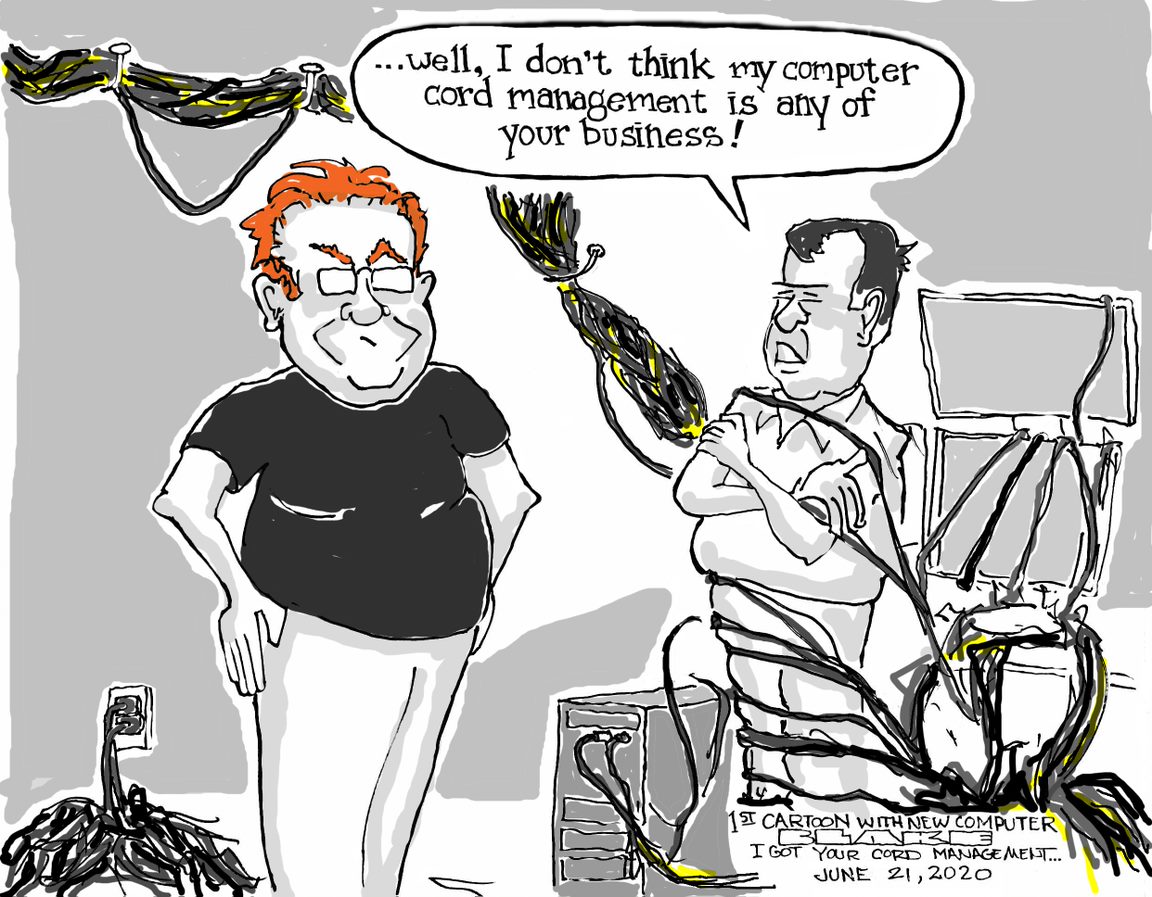 ...well, I don't think my computer
cord management is any of
your business!
1ST CARTOON WITH NEW COMPUTER
BLAKE
I GOT YOUR CORD MANAGEMENT...
JUNE 21, 2020